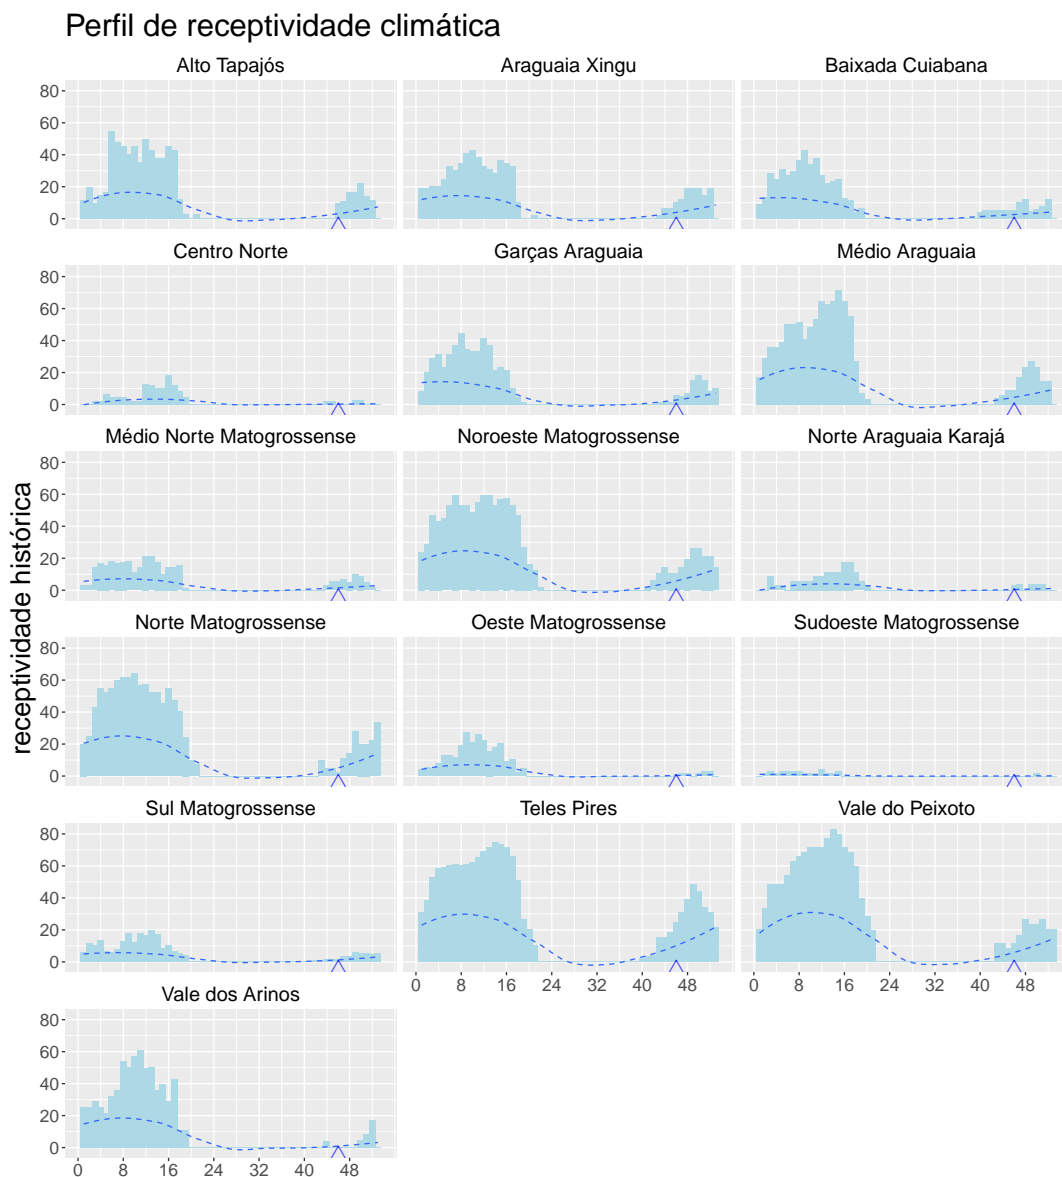 Perfil de receptividade climática
Alto Tapajós
Araguaia Xingu
Baixada Cuiabana
80
60
40
20
0
Centro Norte
Garças Araguaia
Médio Araguaia
80
60
40
20
0
Médio Norte Matogrossense
Noroeste Matogrossense
Norte Araguaia Karajá
80
60
40
20
0
receptividade histórica
Norte Matogrossense
Oeste Matogrossense
Sudoeste Matogrossense
80
60
40
20
0
Sul Matogrossense
Teles Pires
Vale do Peixoto
80
60
40
20
0
0 8 16 24 32 40 48
0 8 16 24 32 40 48
Vale dos Arinos
80
60
40
20
0
0 8 16 24 32 40 48